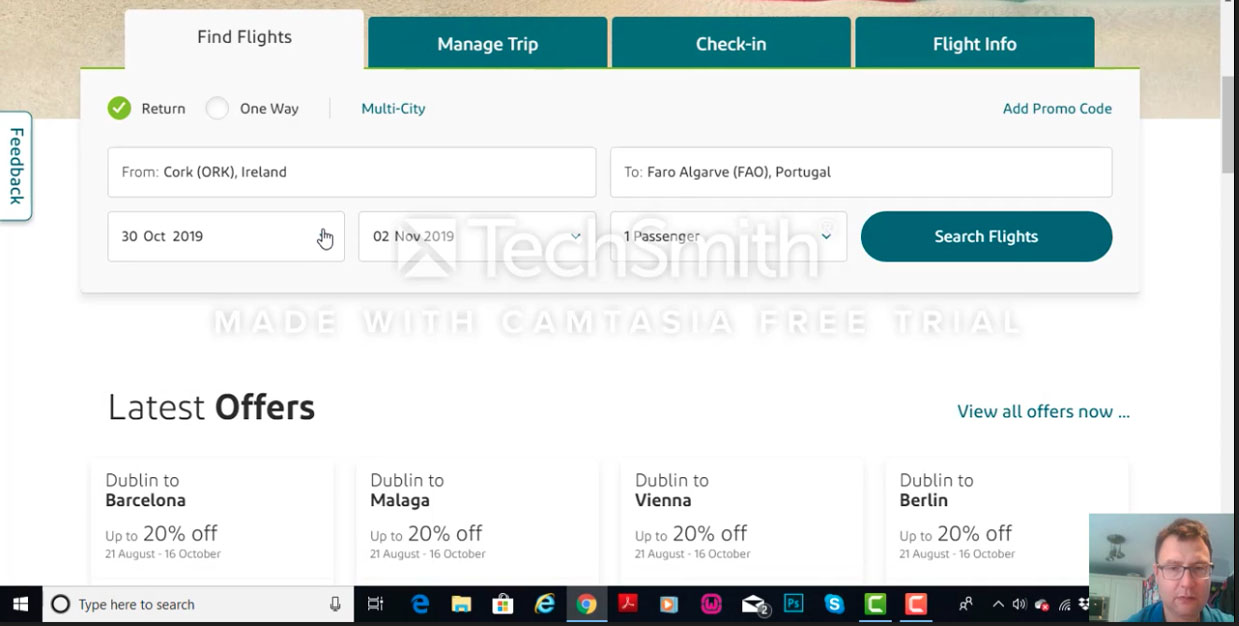 Find Flights
Manage Trip
Check-in
Flight Info
Return
One Way
Multi-City
Add Promo Code
Feedback
From: Cork (ORK), Ireland
To: Faro Algarve (FAO), Portugal
30 Oct 2019
02 Nov 2019
1 Passenger
Search Flights
TechSmith
MADE WITH CAMTASIA FREE TRIAL
Latest Offers
View all offers now ...
Dublin to
Barcelona
Up to 20% off
21 August - 16 October
Dublin to
Malaga
Up to 20% off
21 August - 16 October
Dublin to
Vienna
Up to 20% off
21 August - 16 October
Dublin to
Berlin
Up to 20% off
21 August - 16 October
Type here to search
2
Ps